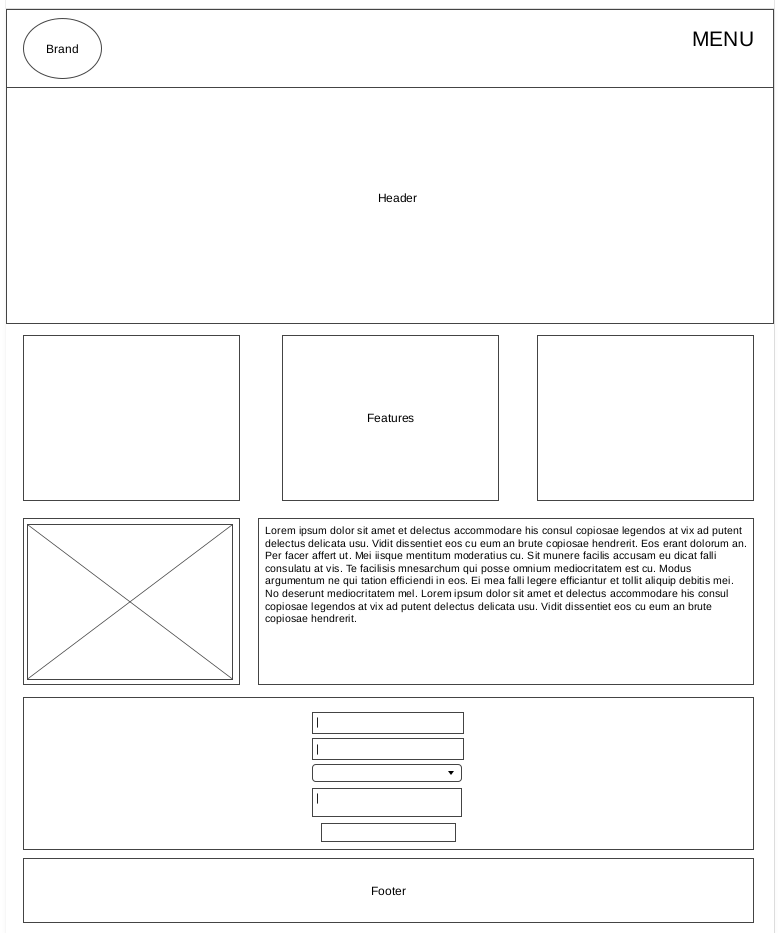 Brand
MENU
Header
Features
Lorem ipsum dolor sit amet et delectus accommodare his consul copiosae legendos at vix ad putent
delectus delicata usu. Vidit dissentiet eos cu eum an brute copiosae hendrerit. Eos erant dolorum an.
Per facer affert ut. Mei iisque mentitum moderatius cu. Sit munere facilis accusam eu dicat falli
consulatu at vis. Te facilisis mnesarchum qui posse omnium mediocritatem est cu. Modus
argumentum ne qui tation efficiendi in eos. Ei mea falli legere efficiantur et tollit aliquip debitis mei.
No deserunt mediocritatem mel. Lorem ipsum dolor sit amet et delectus accommodare his consul
copiosae legendos at vix ad putent delectus delicata usu. Vidit dissentiet eos cu eum an brute
copiosae hendrerit.
Footer